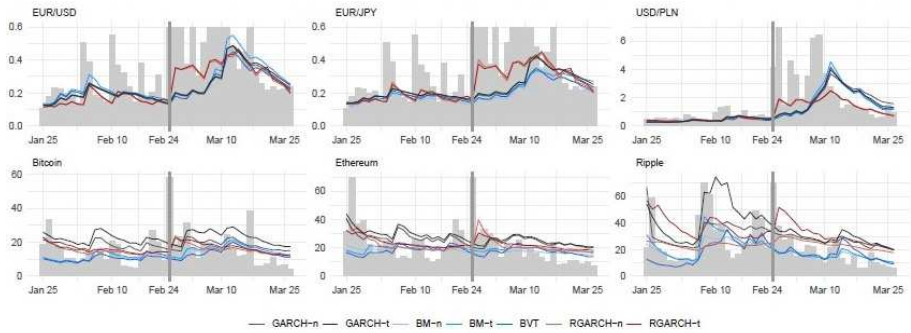 EUR/USD EUR/JPY USD/PLN
0.6 0.6
6
0.4 0.4
4
0.2 0.2
2
0.0 0.0 0
Jan 25 Feb 10 Feb 24 Mar 10 Mar 25 Jan 25 Feb 10 Feb 24 Mar 10 Mar 25 Jan 25 Feb 10 Feb 24 Mar 10 Mar 25
Bitcoin Ethereum Ripple
60
60 60
40 40 40
20 20 20
0 0 0
Jan 25 Feb 10 Feb 24 Mar 10 Mar 25 Jan 25 Feb 10 Feb 24 Mar 10 Mar 25 Jan 25 Feb 10 Feb 24 Mar 10 Mar 25
GARCH−n GARCH−t BM−n BM−t BVT RGARCH−n RGARCH−t